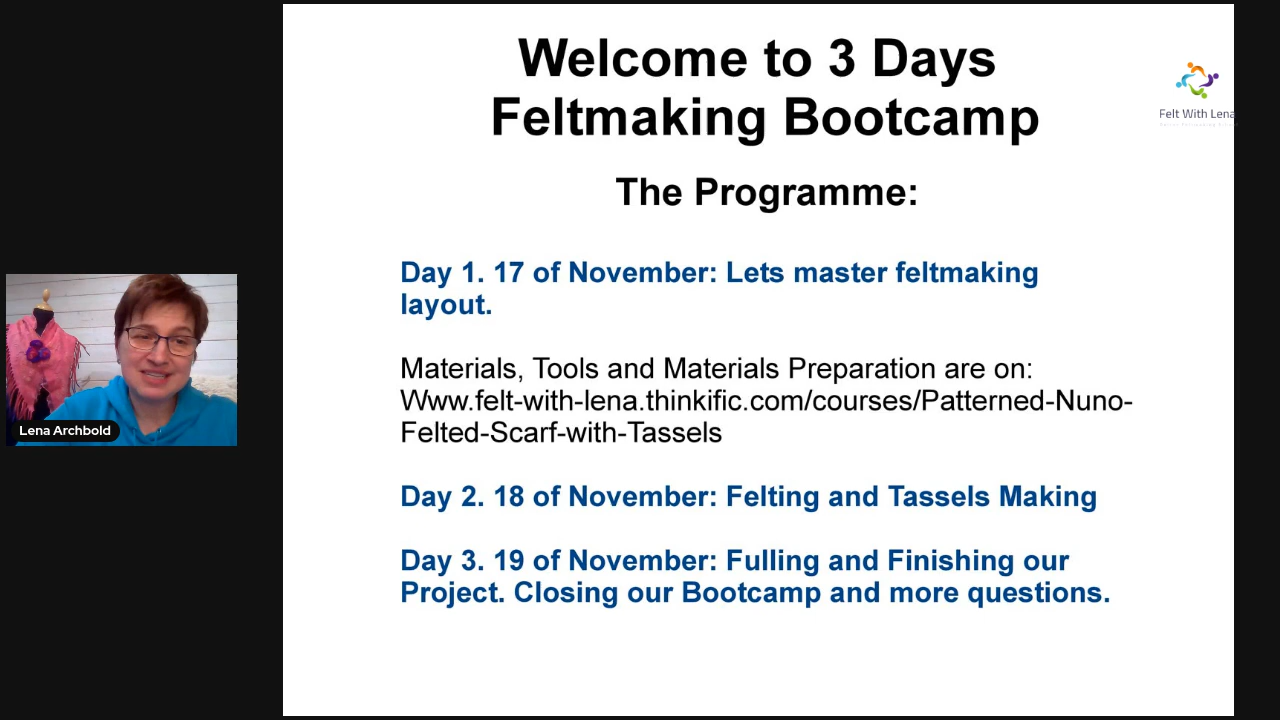 Welcome to 3 Days
Feltmaking Bootcamp
Felt With Lena
The Programme:
Day 1. 17 of November: Lets master feltmaking
layout.
Materials, Tools and Materials Preparation are on:
Www.felt-with-lena.thinkific.com/courses/Patterned-Nuno-
Felted-Scarf-with-Tassels
Day 2. 18 of November: Felting and Tassels Making
Day 3. 19 of November: Fulling and Finishing our
Project. Closing our Bootcamp and more questions.
Lena Archbold